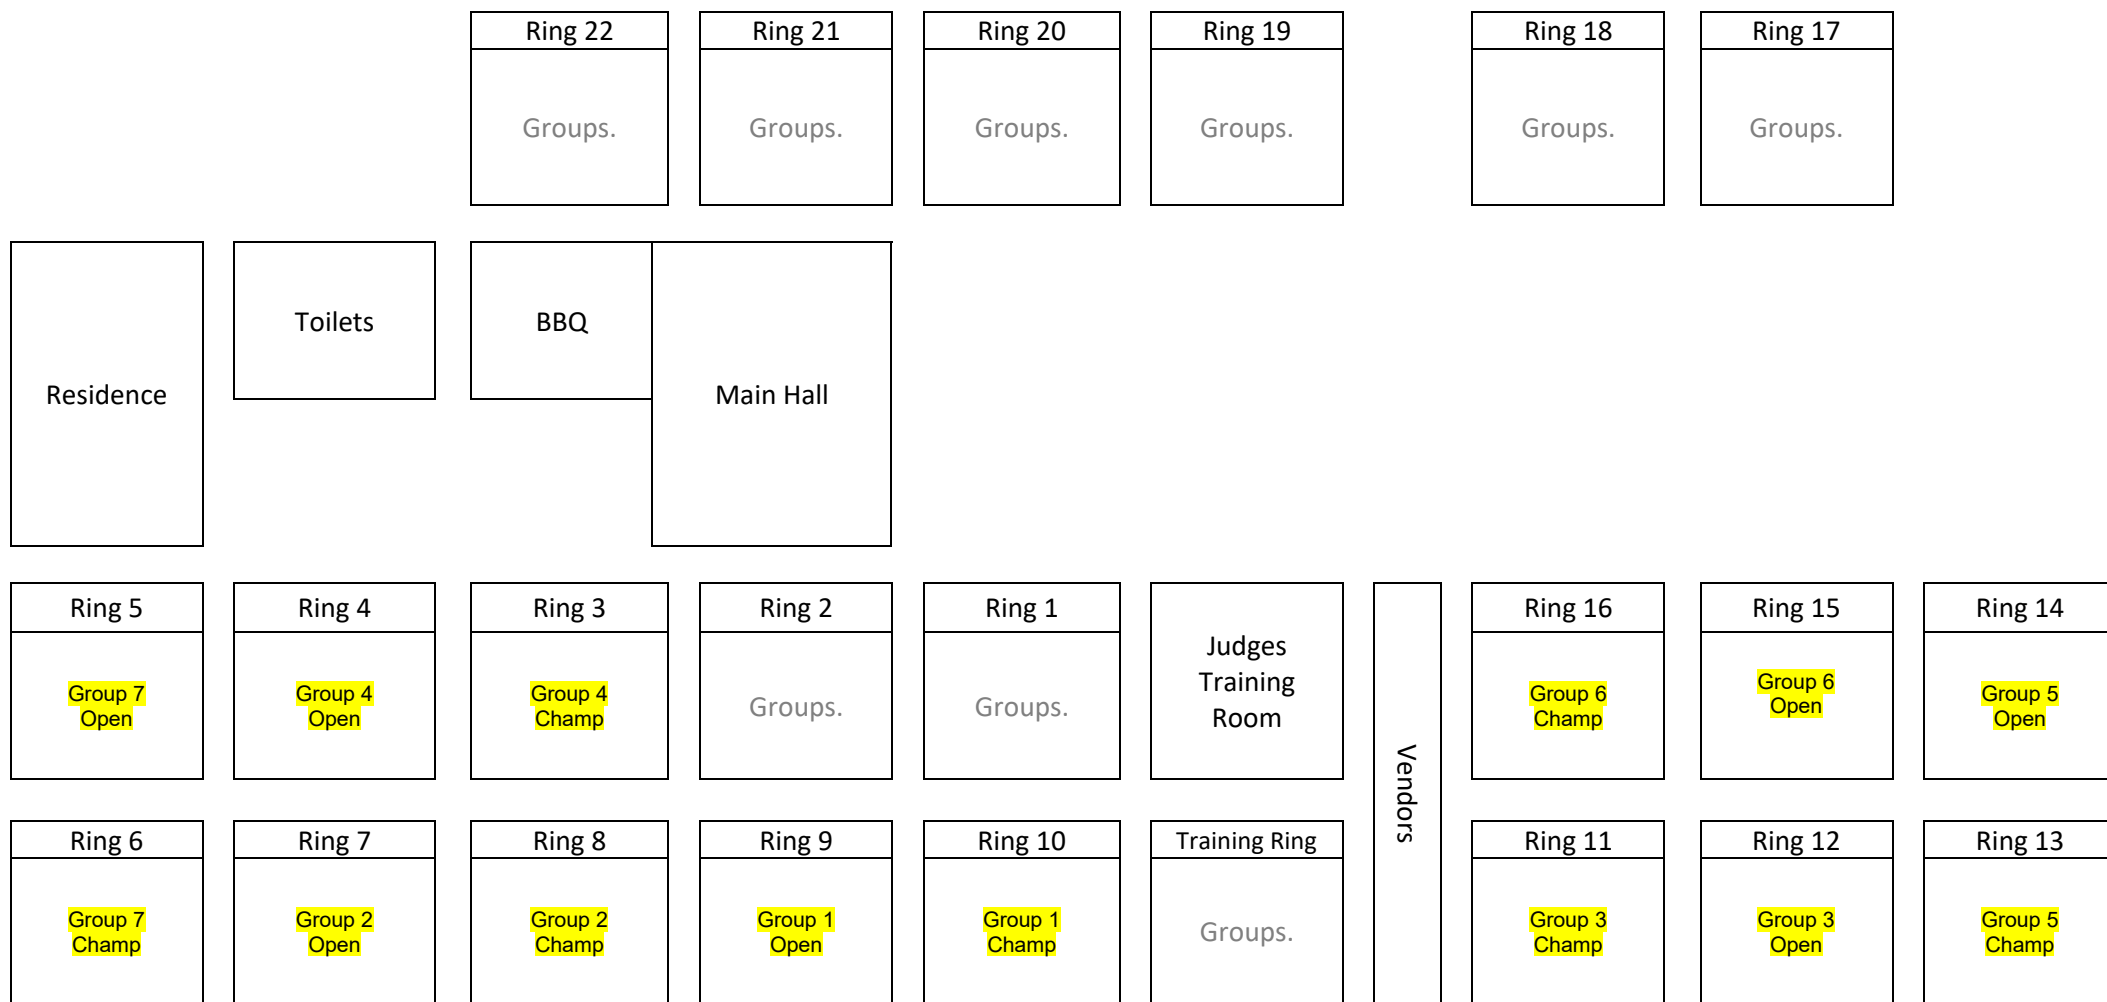 Ring 22
Ring 21
Ring 20
Ring 19
Ring 18
Ring 17
Groups.
Groups.
Groups.
Groups.
Groups.
Groups.
Residence
Toilets
BBQ
Main Hall
Ring 5
Ring 4
Ring 3
Ring 2
Ring 1
Judges
Training
Room
Vendors
Ring 16
Ring 15
Ring 14
Group 7
Open
Group 4
Open
Group 4
Champ
Groups.
Groups.
Group 6
Champ
Group 6
Open
Group 5
Open
Ring 6
Ring 7
Ring 8
Ring 9
Ring 10
Training Ring
Ring 11
Ring 12
Ring 13
Group 7
Champ
Group 2
Open
Group 2
Champ
Group 1
Open
Group 1
Champ
Groups.
Group 3
Champ
Group 3
Open
Group 5
Champ